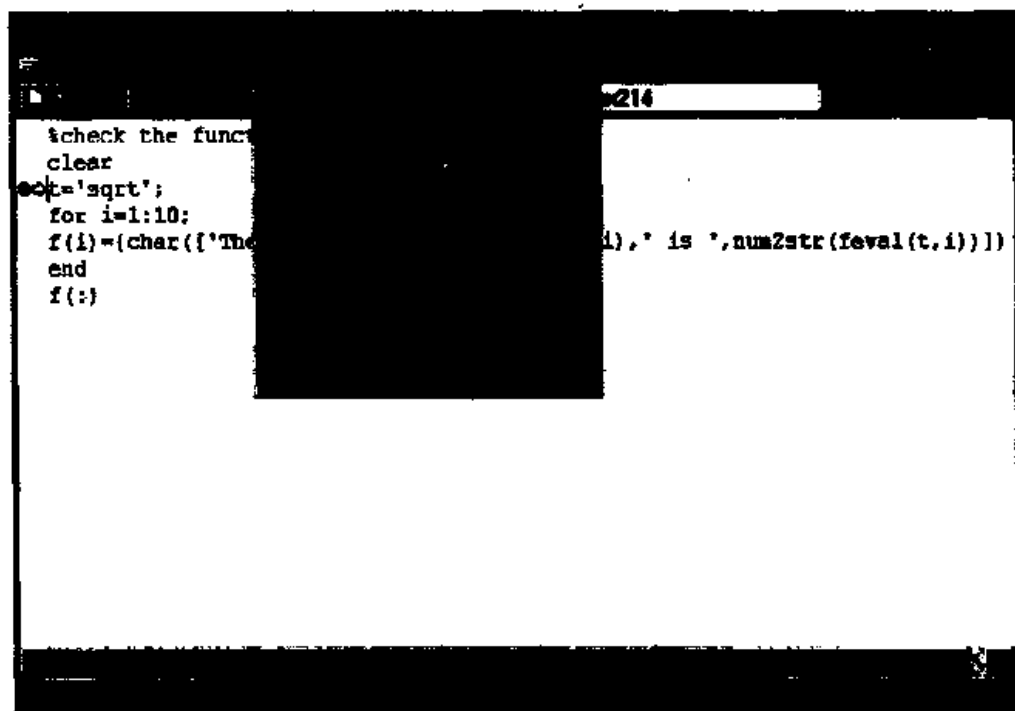 214
%check the funct
clear
t='sqrt';
for i=1:10;
f(i)={char(['The i),' is ',num2str(feval(t,i))])
end
f(:)